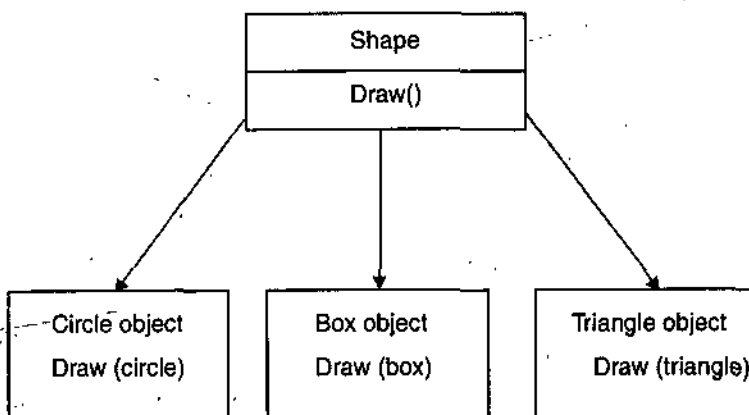 Shape
Draw()
Circle object
Draw (circle)
Box object
Draw (box)
Triangle object
Draw (triangle)